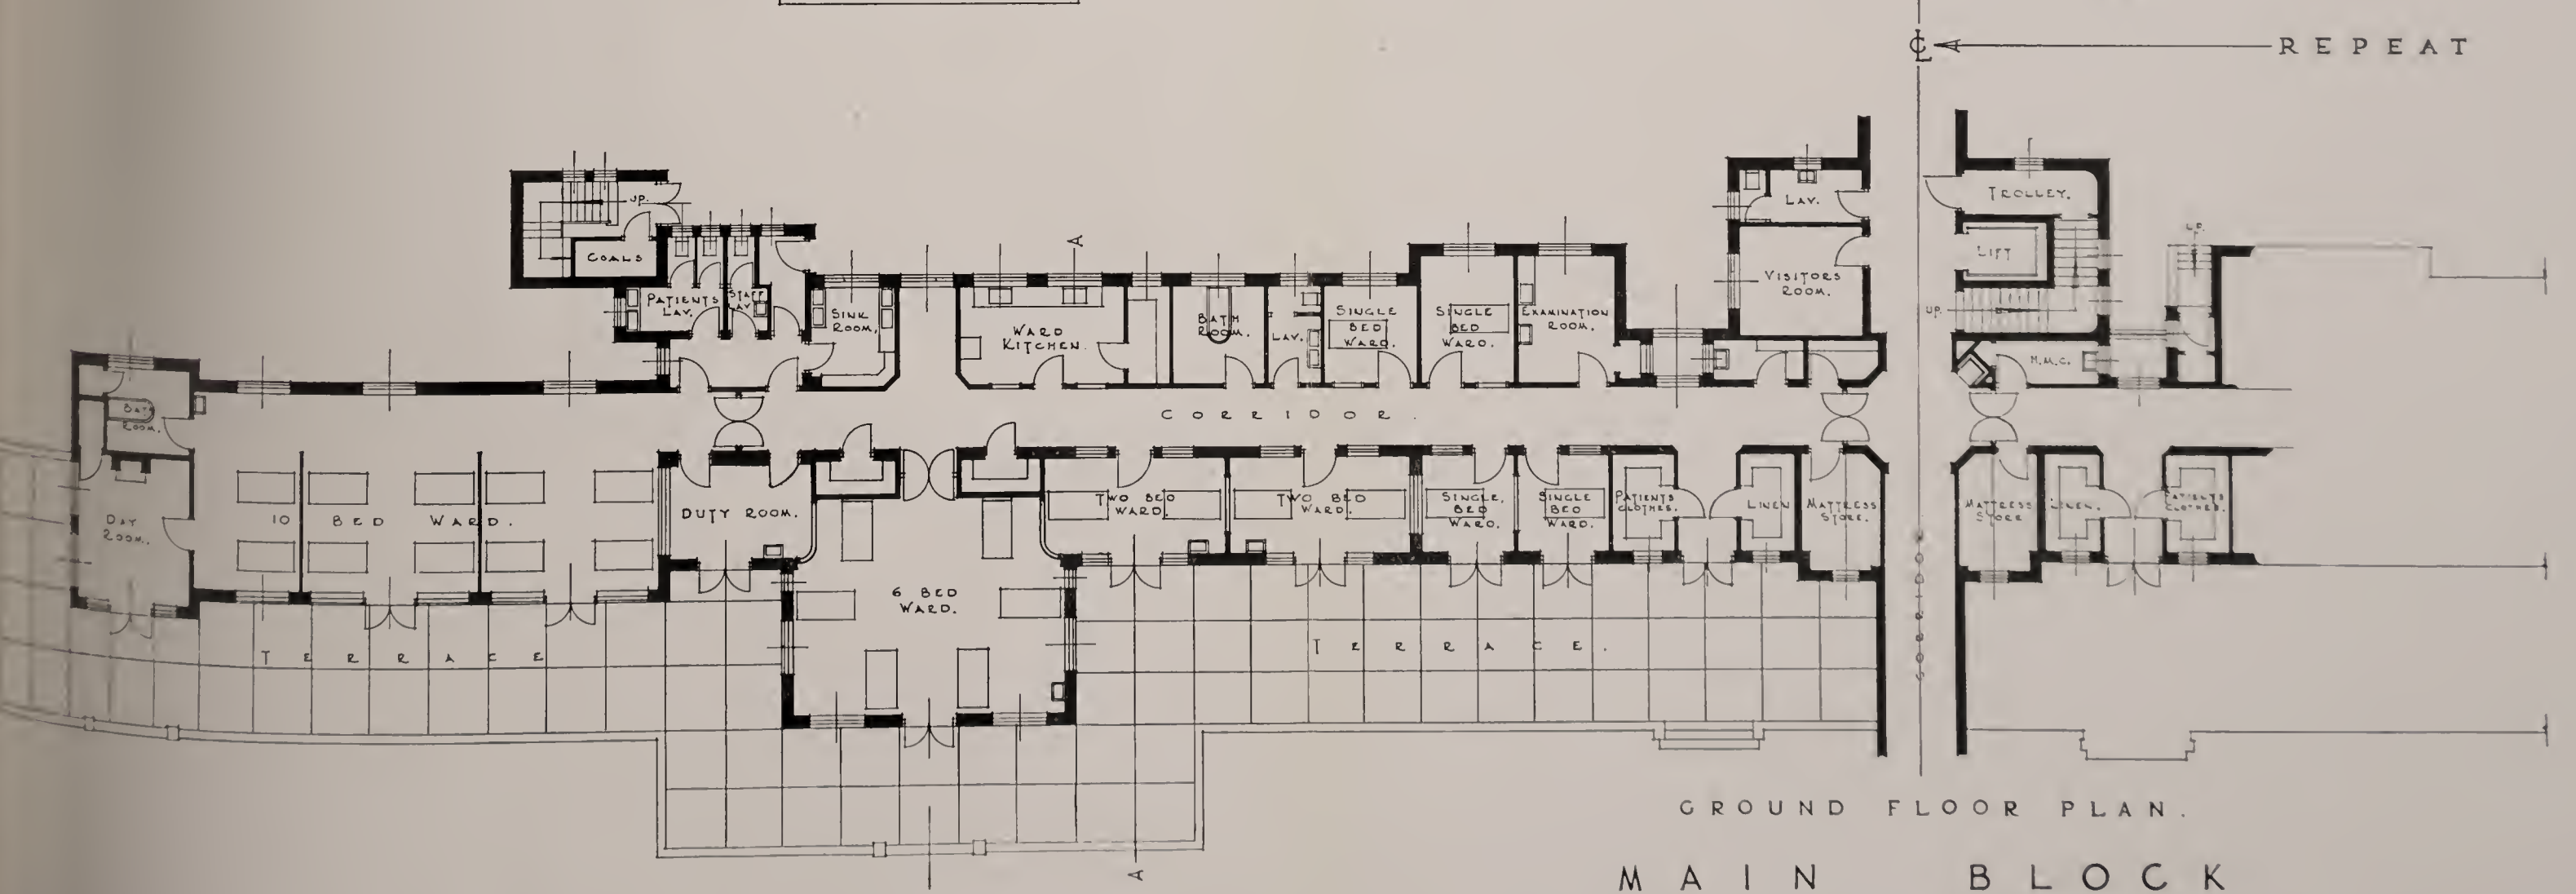 ℄
REPEAT
UP.
COALS
PATIENTS
LAV.
STAFF
LAV
SINK
ROOM.
WARD
KITCHEN.
A
BATH
ROOM.
LAV.
SINGLE
BED
WARD.
SINGLE
BED
WARD.
EXAMINATION
ROOM.
LAV.
VISITORS
ROOM.
TROLLEY.
LIFT
UP.
UP.
H.M.C.
BATH
ROOM.
CORRIDOR.
DAY
ROOM.
10 BED WARD.
DUTY ROOM.
6 BED
WARD.
TWO BED
WARD.
TWO BED
WARD.
SINGLE.
BED
WARD.
SINGLE
BED
WARD.
PATIENTS
CLOTHES.
LINEN
MATTRESS
STORE.
CORRIDOR
MATTRESS
STORE
LINEN.
PATIENTS
CLOTHES.
TERRACE
TERRACE.
A
GROUND FLOOR PLAN.
MAIN BLOCK